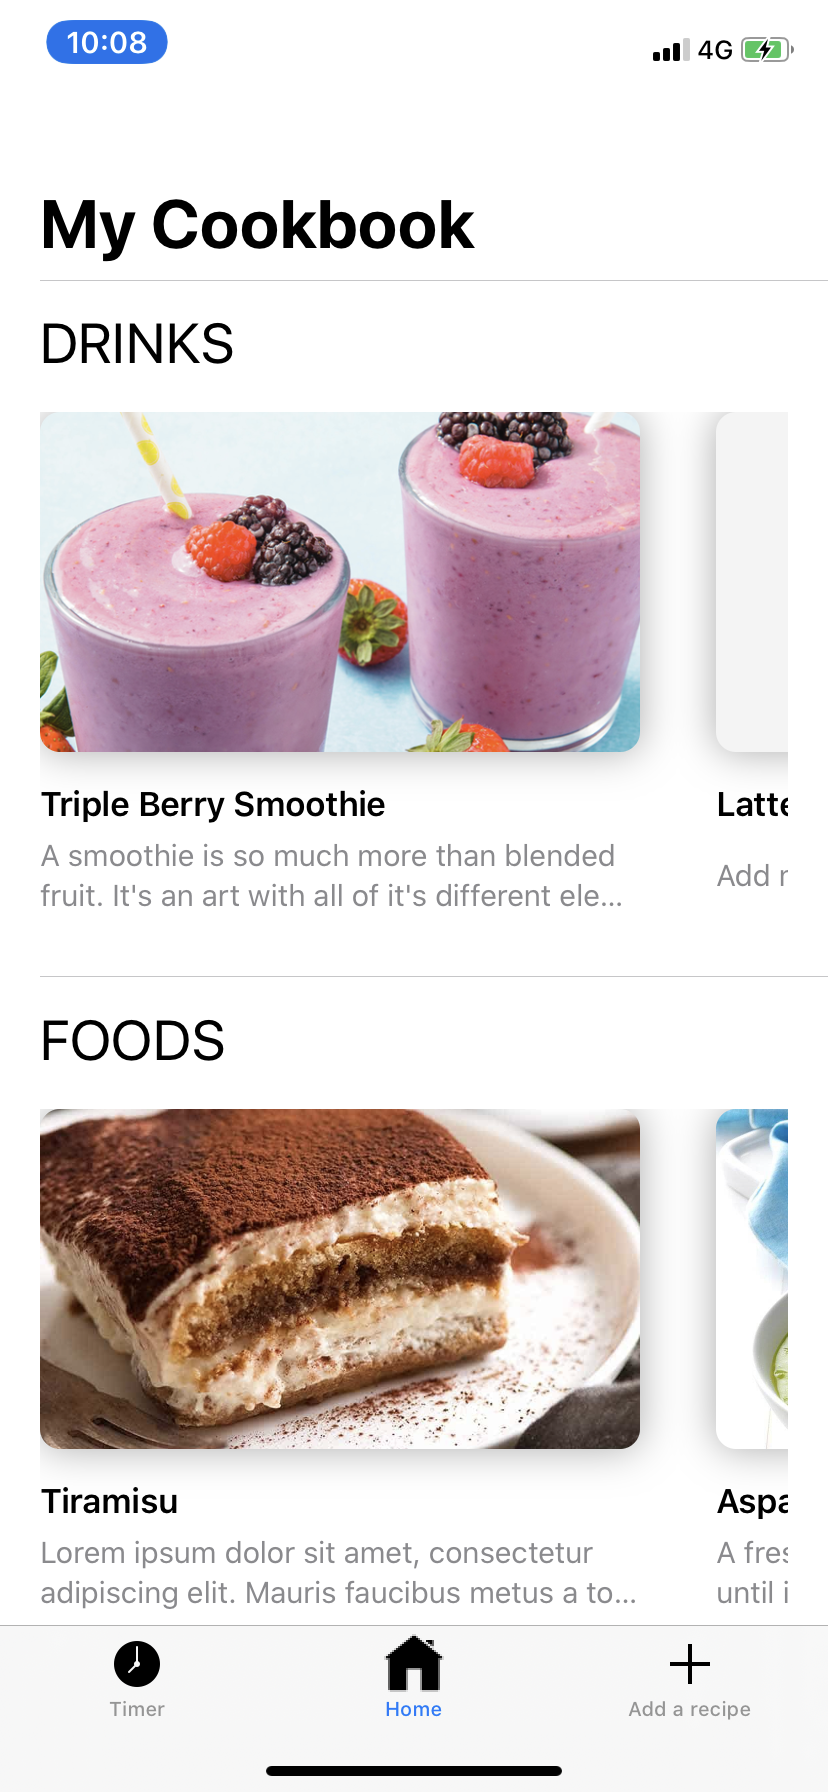 10:08
4G
My Cookbook
DRINKS
Triple Berry Smoothie
A smoothie is so much more than blended
fruit. It's an art with all of it's different ele...
Latte
Add
FOODS
Tiramisu
Lorem ipsum dolor sit amet, consectetur
adipiscing elit. Mauris faucibus metus a to...
A
until
Timer
Home
Add a recipe